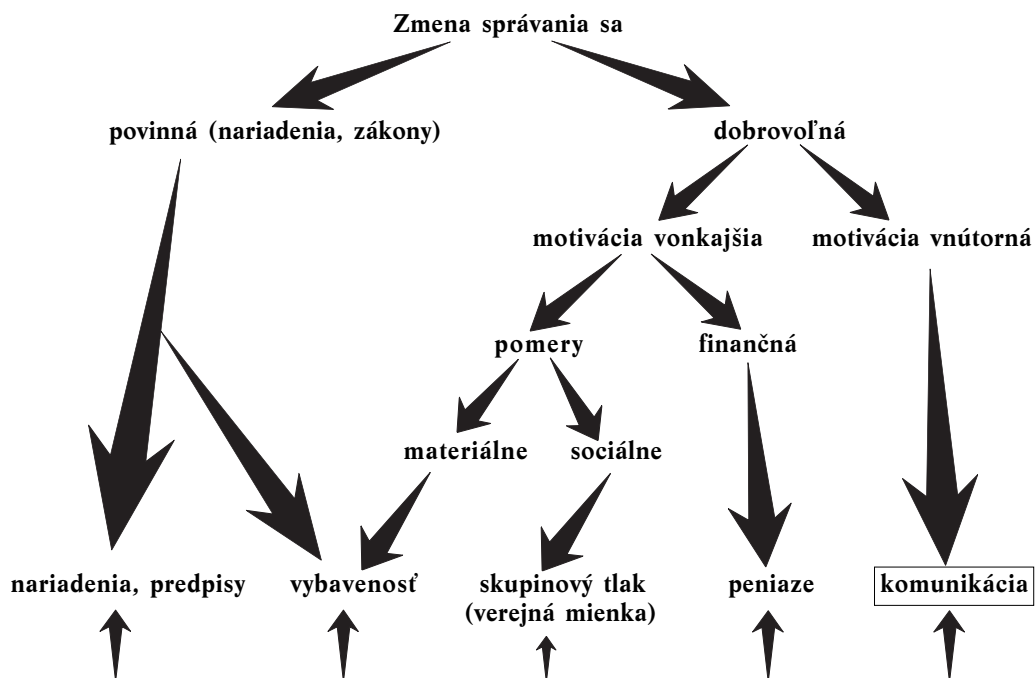 Zmena správania sa
povinná (nariadenia, zákony)
dobrovoľná
motivácia vonkajšia
motivácia vnútorná
pomery
finančná
materiálne
sociálne
nariadenia, predpisy
vybavenosť
skupinový tlak
(verejná mienka)
peniaze
komunikácia